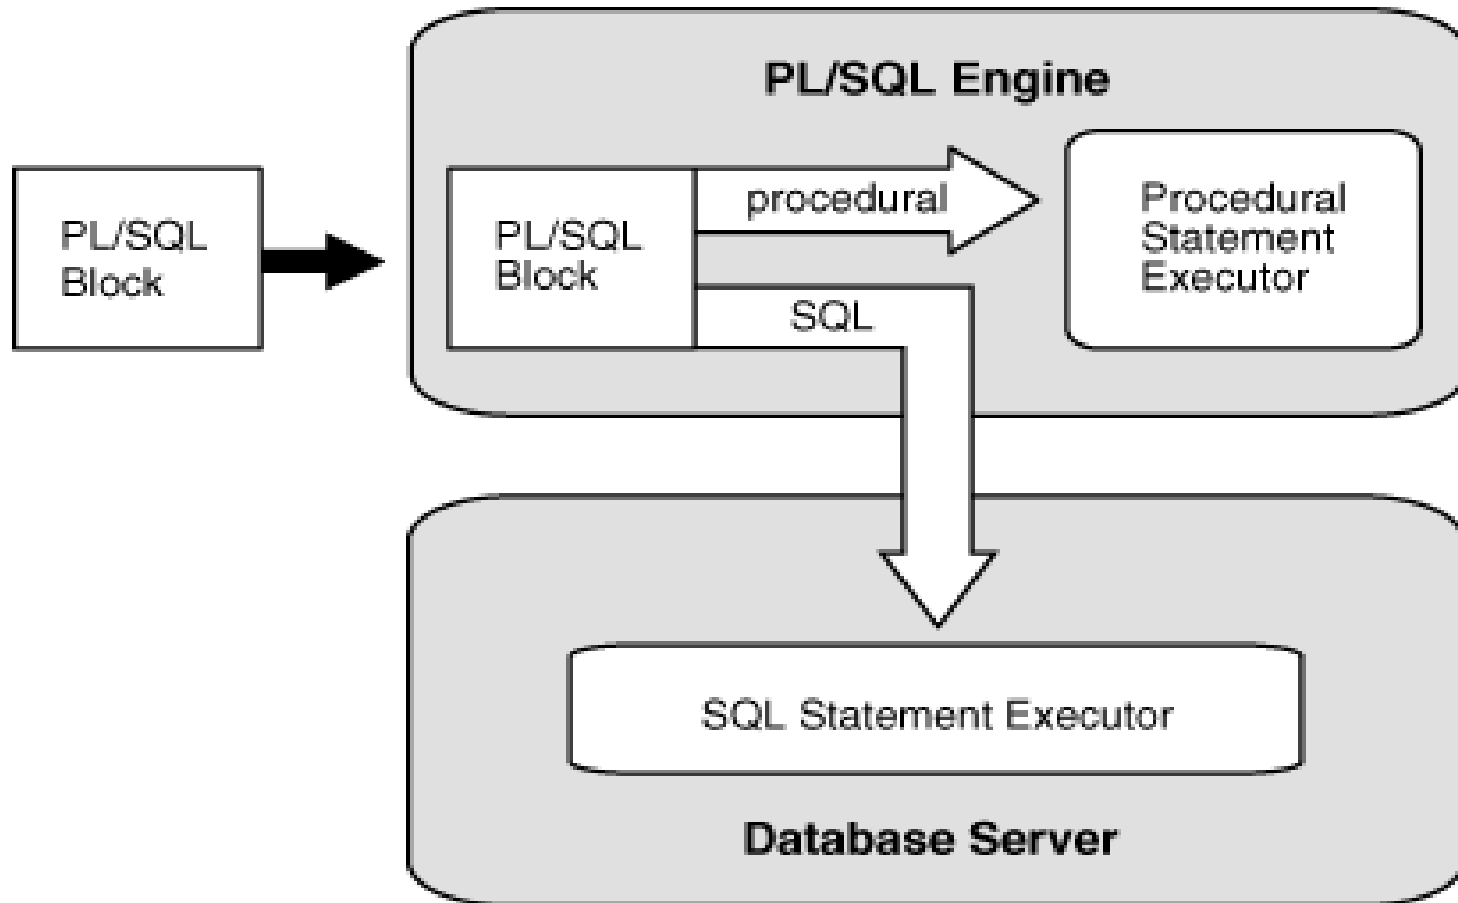 PL/SQL Engine
PL/SQL
Block
PL/SQL
Block
procedural
SQL
Procedural
Statement
Executor
SQL Statement Executor
Database Server